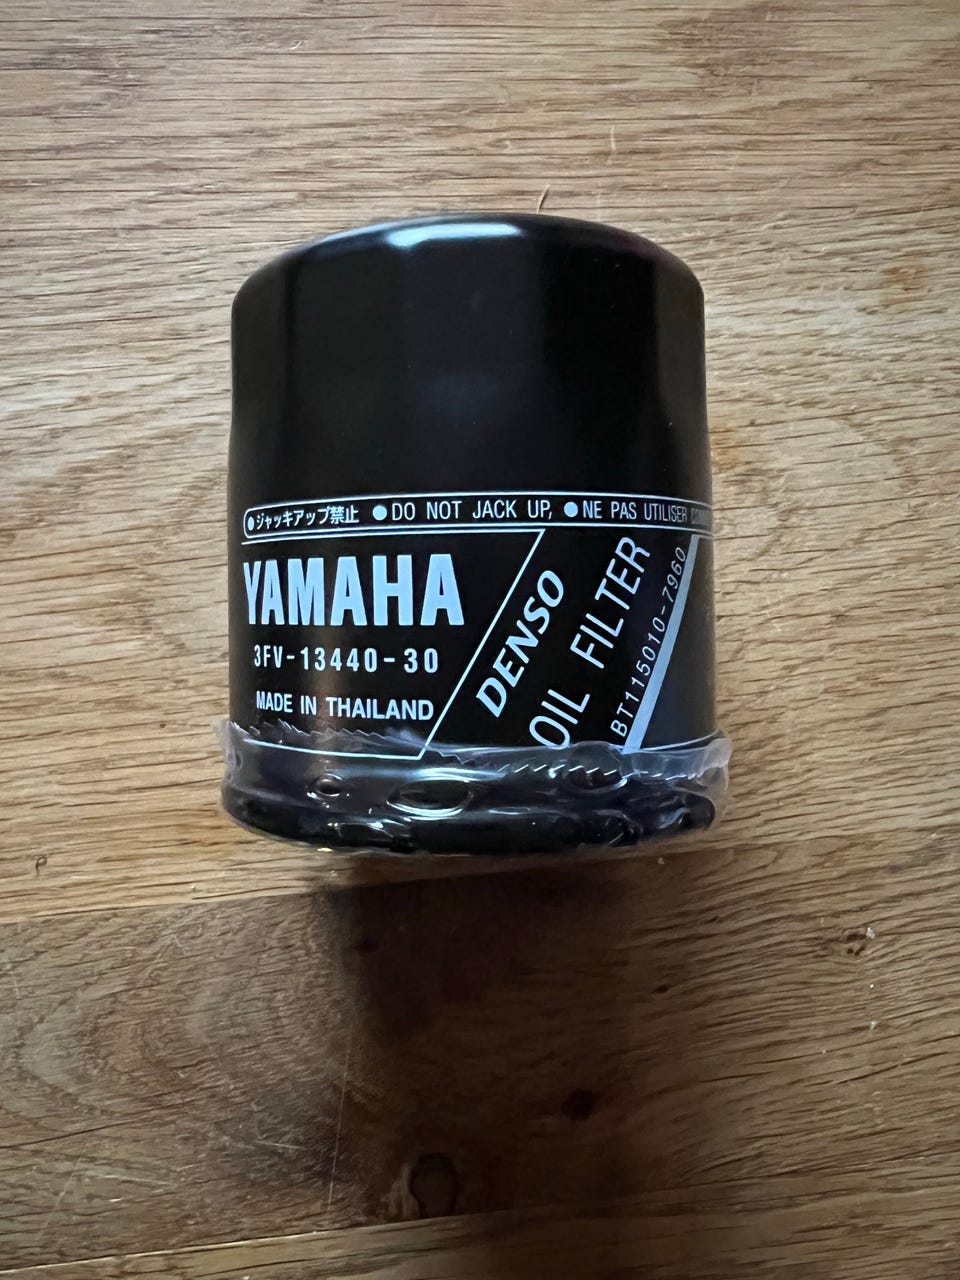 ●ジャッキアップ禁止 ●DO NOT JACK UP, ●NE PAS UTILISER
YAMAHA
3FV-13440-30
MADE IN THAILAND
DENSO
OIL FILTER
BT115010-7960